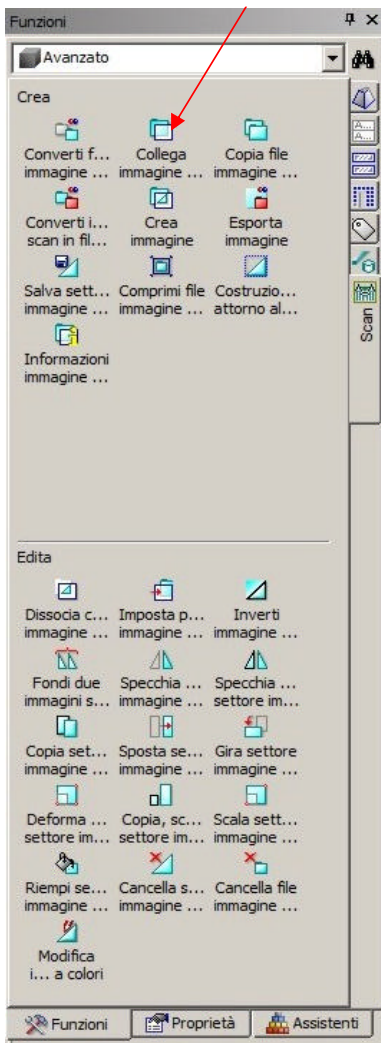 Funzioni
Avanzato
Crea
Converti f... Collega Copia file
immagine ... immagine ... immagine ...
Converti i... Crea Esporta
scan in fil... immagine immagine
Salva sett... Comprimi file Costruzio...
immagine ... immagine ... attorno al...
Informazioni
immagine ...
Scan
Edita
Dissocia c... Imposta p... Inverti
immagine ... immagine ... immagine ...
Fondi due Specchia ... Specchia ...
immagini s... immagine ... settore im...
Copia set... Sposta se... Gira settore
immagine ... immagine ... immagine ...
Deforma ... Copia, sc... Scala sett...
settore im... settore im... immagine ...
Riempi se... Cancella s... Cancella file
immagine ... immagine ... immagine ...
Modifica
i... a colori
Funzioni Proprietà Assistenti